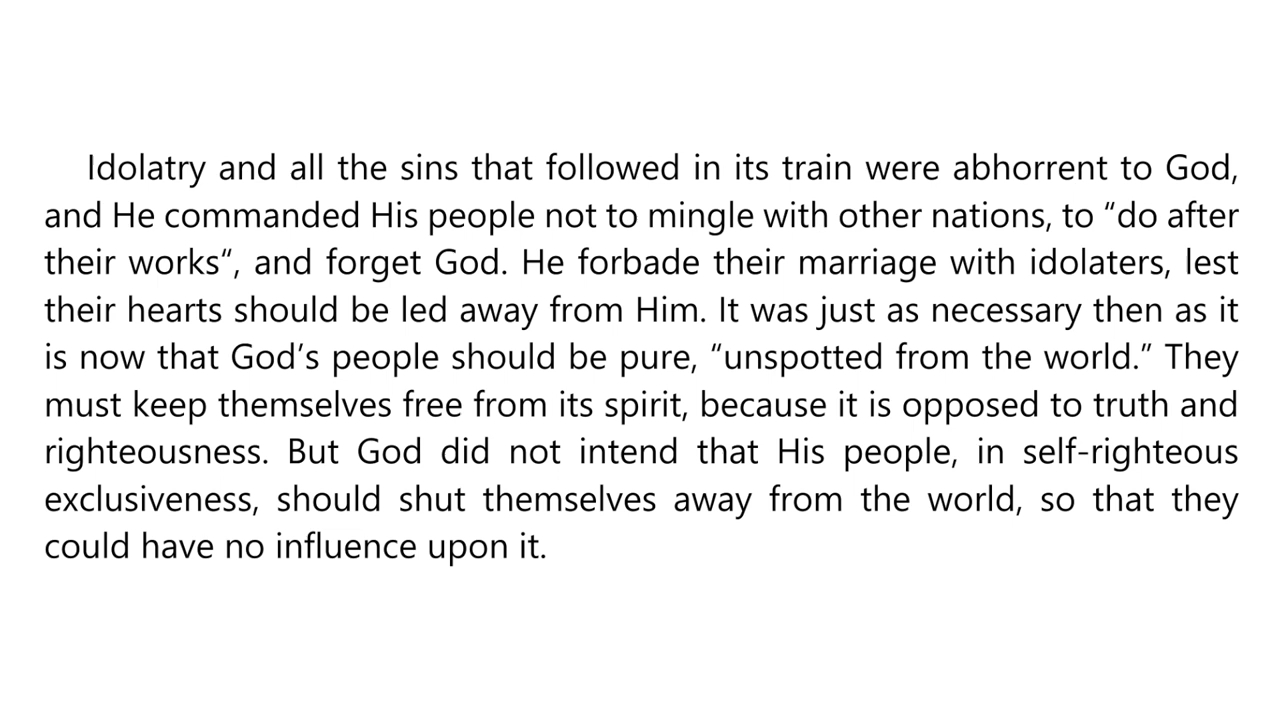 Idolatry and all the sins that followed in its train were abhorrent to God,
and He commanded His people not to mingle with other nations, to “do after
their works“, and forget God. He forbade their marriage with idolaters, lest
their hearts should be led away from Him. It was just as necessary then as it
is now that God’s people should be pure, “unspotted from the world.” They
must keep themselves free from its spirit, because it is opposed to truth and
righteousness. But God did not intend that His people, in self-righteous
exclusiveness, should shut themselves away from the world, so that they
could have no influence upon it.